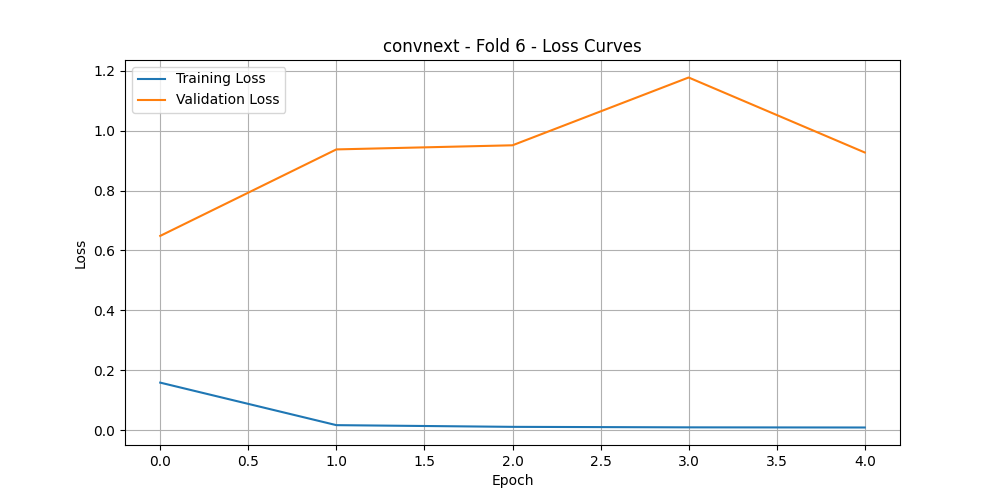 convnext - Fold 6 - Loss Curves
Training Loss
Validation Loss
1.2
1.0
0.8
0.6
0.4
0.2
0.0
Loss
0.0 0.5 1.0 1.5 2.0 2.5 3.0 3.5 4.0
Epoch